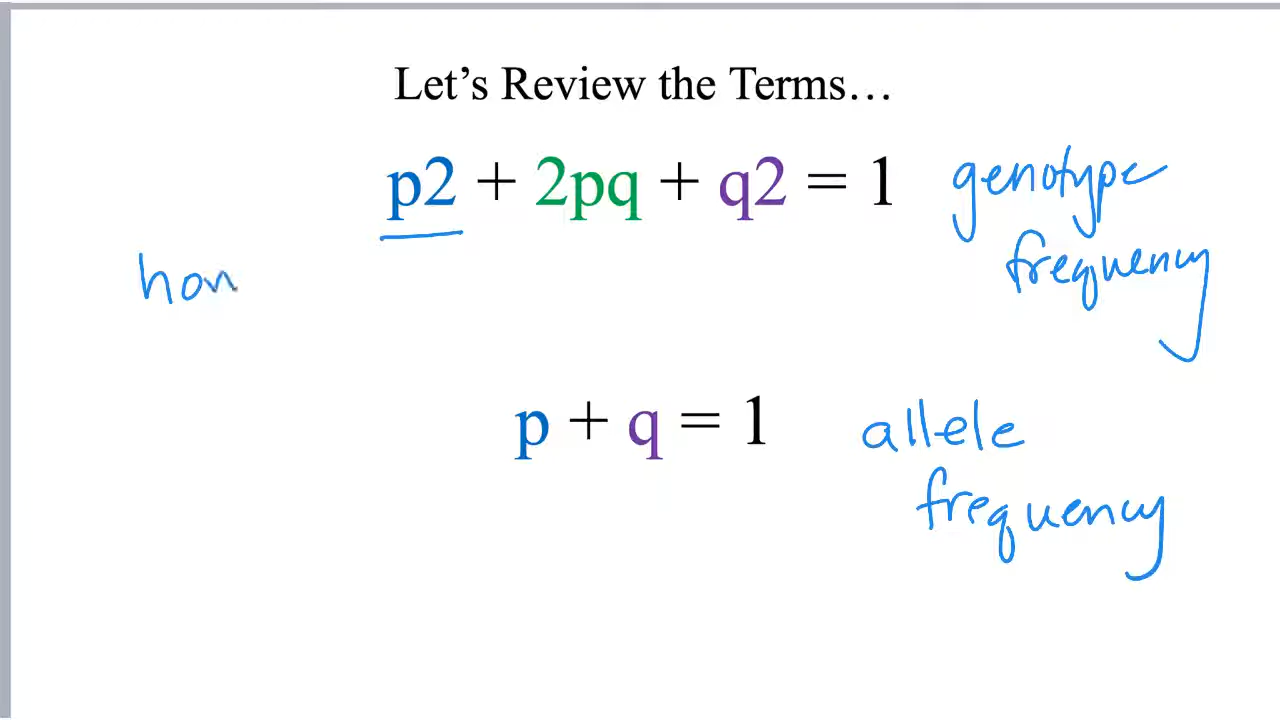 Let's Review the Terms…
p2 + 2pq + q2 = 1
genotype
frequency
hom
p + q = 1
allele
frequency